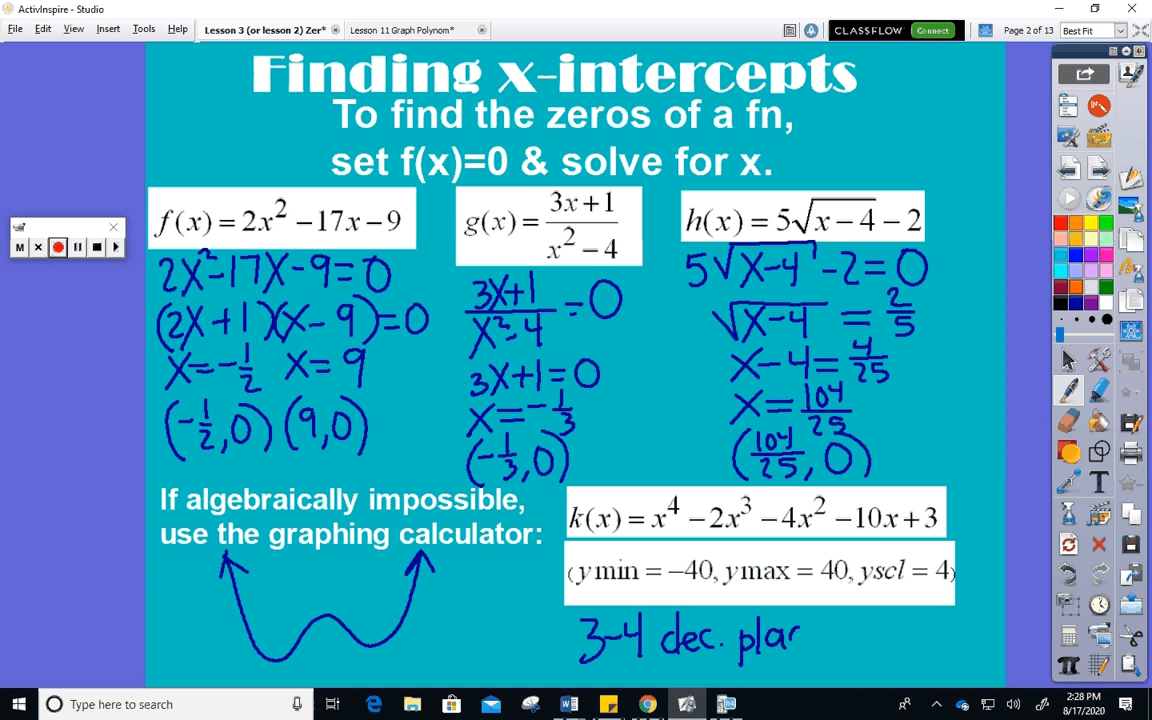 ActivInspire - Studio
File Edit View Insert Tools Help
Lesson 3 (or lesson 2) Zer* Lesson 11 Graph Polynom*
CLASSFLOW Connect
Page 2 of 13 Best Fit
Finding x-intercepts
To find the zeros of a fn,
set f(x)=0 & solve for x.
f(x) = 2x² − 17x − 9
2x²-17x-9=0
(2x+1)(x-9)=0
x=-1/2 x=9
(-1/2,0) (9,0)
g(x) = (3x+1)/(x² − 4)
(3x+1)/(x²-4) = 0
3x+1=0
x=-1/3
(-1/3,0)
h(x) = 5√(x − 4) − 2
5√(x-4) -2=0
√(x-4) = 2/5
x-4=4/25
x=104/25
(104/25, 0)
If algebraically impossible,
use the graphing calculator:
k(x) = x⁴ − 2x³ − 4x² − 10x + 3
(y min = −40, y max = 40, yscl = 4)
3-4 dec. plac
M
T
Type here to search
2:28 PM
8/17/2020